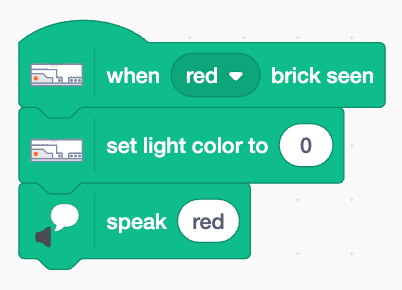 when red brick seen
set light color to 0
speak red